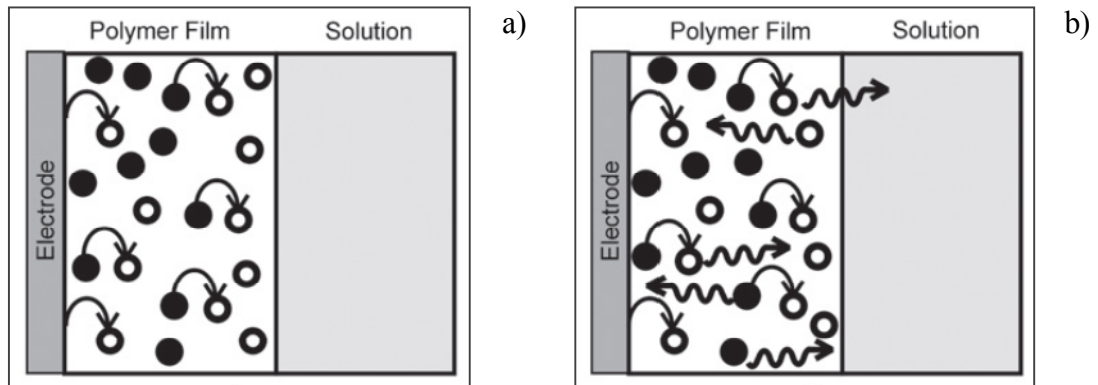 Polymer Film Solution a)
Electrode
Polymer Film Solution b)
Electrode